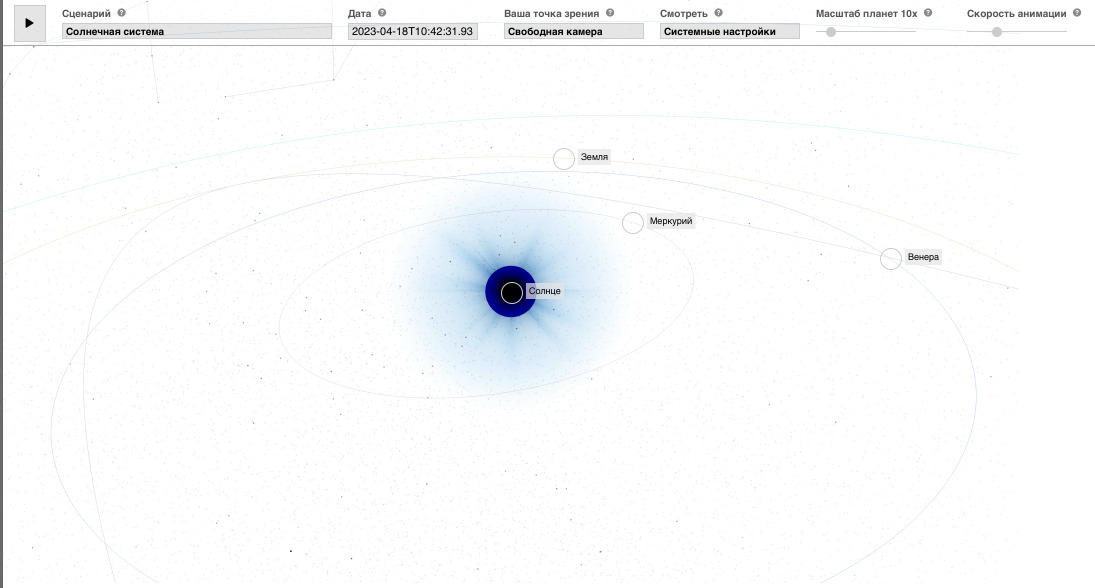 Сценарий ?
Дата ?
Ваша точка зрения ?
Смотреть ?
Масштаб планет 10x ?
Скорость анимации ?
Солнечная система
2023-04-18T10:42:31.93
Свободная камера
Системные настройки
Земля
Меркурий
Венера
Солнце